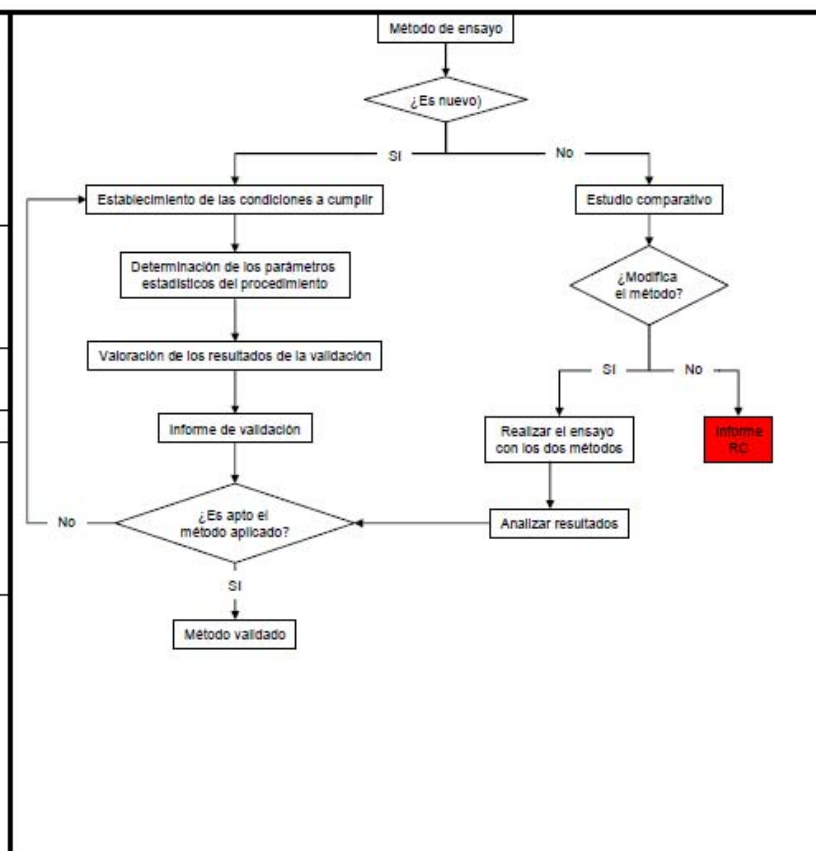 Método de ensayo
¿Es nuevo)
SI
No
Establecimiento de las condiciones a cumplir
Estudio comparativo
Determinación de los parámetros
estadísticos del procedimiento
¿Modifica
el método?
Valoración de los resultados de la validación
SI
No
Informe de validación
Realizar el ensayo
con los dos métodos
Informe
RC
¿Es apto el
método aplicado?
No
Analizar resultados
SI
Método validado